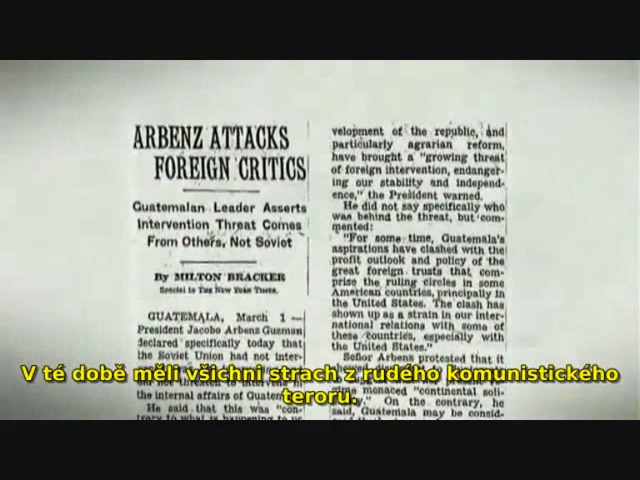 ARBENZ ATTACKS
FOREIGN CRITICS
Guatemalan Leader Asserts
Intervention Threat Comes
From Others, Not Soviet
By MILTON BRACKER
Special to THE NEW YORK TIMES.
GUATEMALA, March 1 —
President Jacobo Arbenz Guzman
declared specifically today that
the Soviet Union had not inter-
the internal affairs of
He said that this was "con-
velopment of the republic, and
particularly agrarian reform,
have brought a "growing threat
of foreign intervention, endanger-
ing our stability and independ-
ence," the President warned.
He did not say specifically who
was behind the threat, but com-
mented:
"For some time, Guatemala's
aspirations have clashed with the
profit outlook and policy of the
great foreign trusts that com-
prise the ruling circles in some
American countries, principally in
the United States. The clash has
shown up as a strain in our inter-
national relations with some of
these countries, especially with
the United States."
Señor Arbenz protested that it
gime monaced "continental soli-
On the contrary, he
said, Guatemala may be consid-
V té době měli všichni strach z rudého komunistického
teroru.